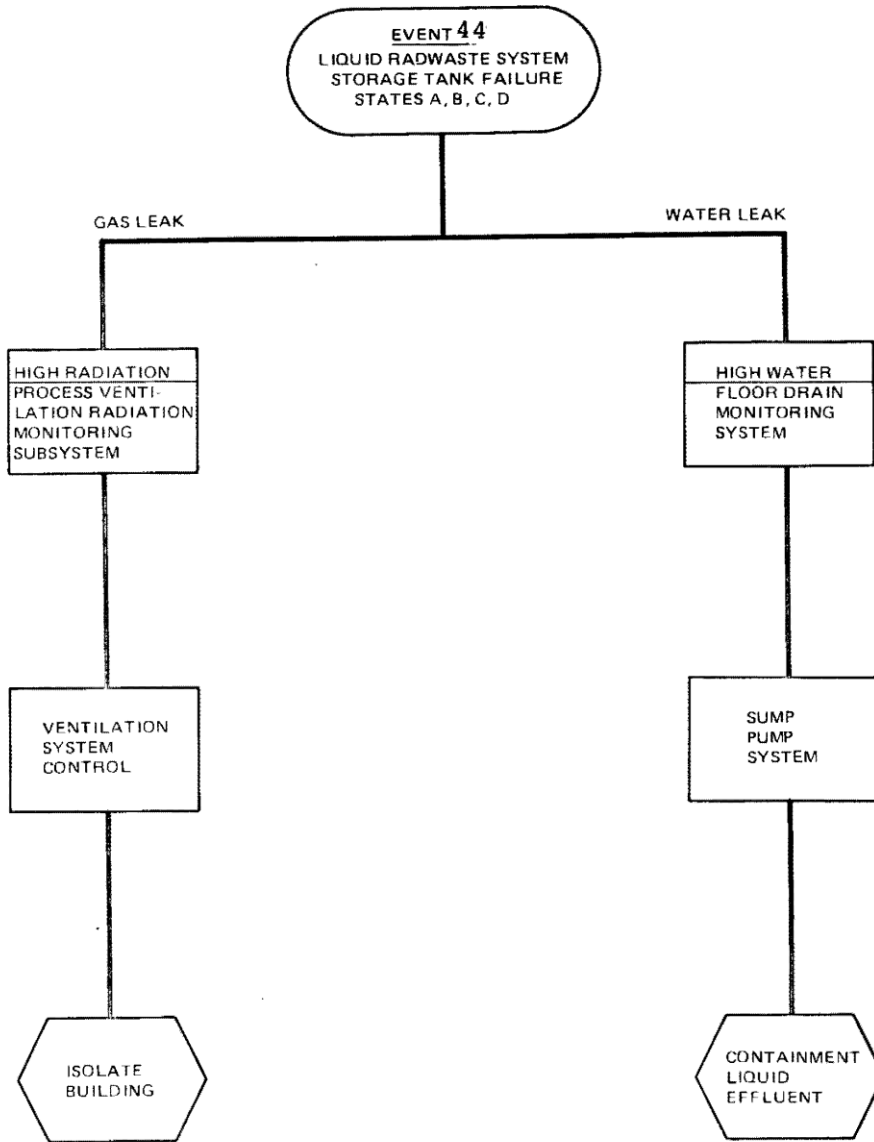 EVENT 44
LIQUID RADWASTE SYSTEM
STORAGE TANK FAILURE
STATES A, B, C, D
GAS LEAK
WATER LEAK
HIGH RADIATION
PROCESS VENTI-
LATION RADIATION
MONITORING
SUBSYSTEM
HIGH WATER
FLOOR DRAIN
MONITORING
SYSTEM
VENTILATION
SYSTEM
CONTROL
SUMP
PUMP
SYSTEM
ISOLATE
BUILDING
CONTAINMENT
LIQUID
EFFLUENT